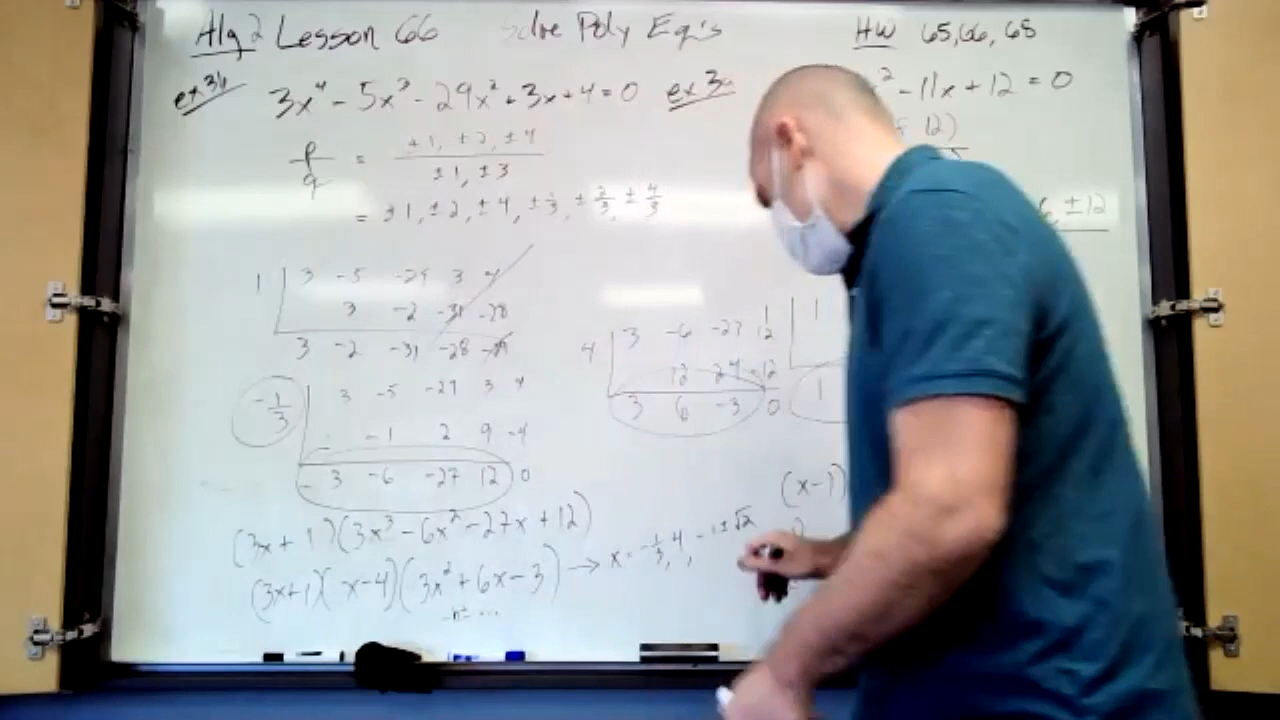 Alg 2 Lesson 66 Solve Poly Eq's
HW 65, 66, 68
ex 3b 3x⁴ - 5x³ - 29x² + 3x + 4 = 0
ex 3a ² - 11x + 12 = 0
p/q = ±1, ±2, ±4 / ±1, ±3
12)
= ±1, ±2, ±4, ±1/3, ±2/3, ±4/3
, ±12
1 | 3 -5 -29 3 4
3 -2 -31 -28
3 -2 -31 -28
-1/3 | 3 -5 -29 3 4
-1 2 9 -4
3 -6 -27 12 0
4 | 3 -6 -27 12
12 24 -12
3 6 -3 0
1
1
1
(3x + 1)(3x³ - 6x² - 27x + 12)
(3x+1)(x-4)(3x² + 6x - 3) → x = -1/3, 4, -1±√2
(x-1)